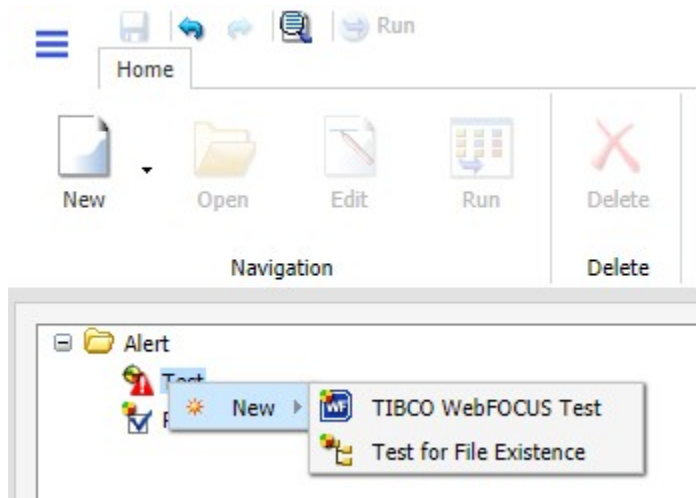 Run
Home
New
Open
Edit
Run
Delete
Navigation
Delete
Alert
Test
New
WF
TIBCO WebFOCUS Test
Test for File Existence